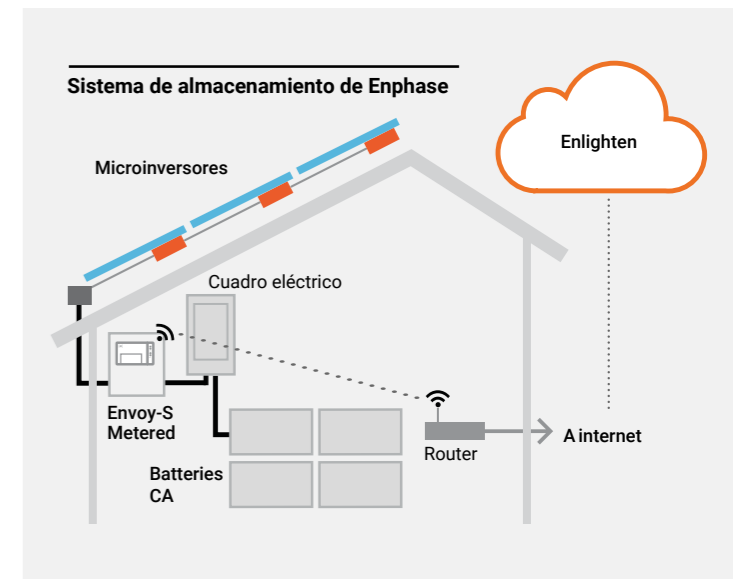 Sistema de almacenamiento de Enphase
Enlighten
Microinversores
Cuadro eléctrico
Envoy-S
Metered
Router
A internet
Batteries
CA